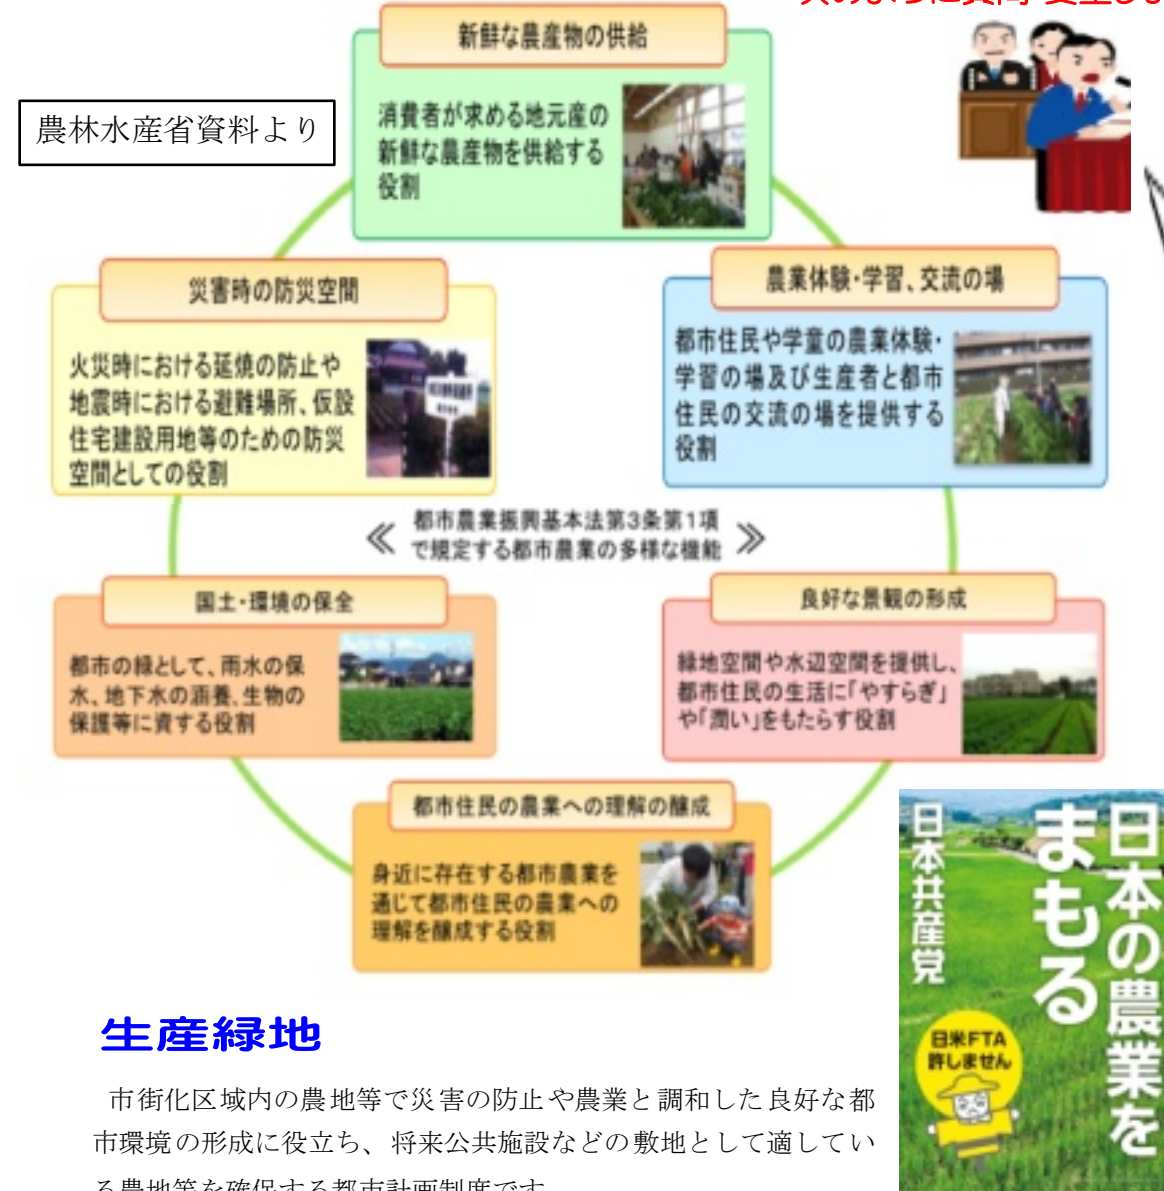 新鮮な農産物の供給
農林水産省資料より
消費者が求める地元産の
新鮮な農産物を供給する
役割
災害時の防災空間
火災時における延焼の防止や
地震時における避難場所、仮設
住宅建設用地等のための防災
空間としての役割
農業体験・学習、交流の場
都市住民や学童の農業体験・
学習の場及び生産者と都市
住民の交流の場を提供する
役割
≪ 都市農業振興基本法第3条第1項 ≫
で規定する都市農業の多様な機能
国土・環境の保全
都市の緑として、雨水の保
水、地下水の涵養、生物の
保護等に資する役割
良好な景観の形成
緑地空間や水辺空間を提供し、
都市住民の生活に「やすらぎ」
や「潤い」をもたらす役割
都市住民の農業への理解の醸成
身近に存在する都市農業を
通じて都市住民の農業への
理解を醸成する役割
日本の農業を
まもる
日本共産党
日米FTA
許しません
生産緑地
市街化区域内の農地等で災害の防止や農業と調和した良好な都
市環境の形成に役立ち、将来公共施設などの敷地として適してい
る農地等を確保する都市計画制度です